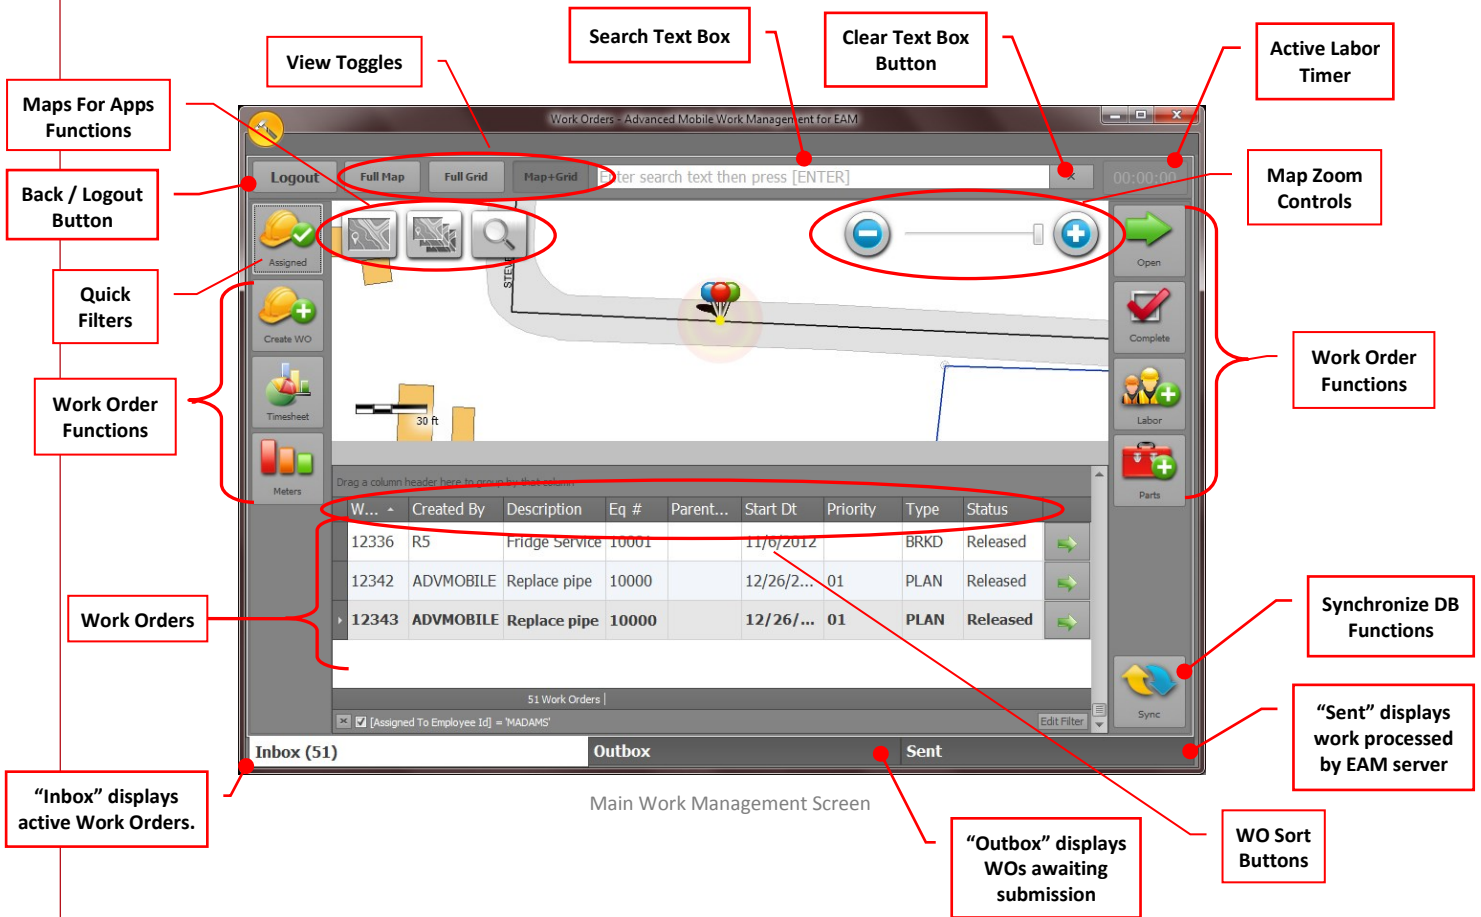 Search Text Box
Clear Text Box
Button
Active Labor
Timer
View Toggles
Maps For Apps
Functions
Work Orders - Advanced Mobile Work Management for EAM
Logout
Full Map
Full Grid
Map+Grid
Enter search text then press [ENTER]
00:00:00
Back / Logout
Button
Map Zoom
Controls
Assigned
Open
Quick
Filters
Create WO
30 ft
Complete
Work Order
Functions
Timesheet
Labor
Work Order
Functions
Meters
Parts
Drag a column header here to group by that column
W... Created By Description Eq # Parent... Start Dt Priority Type Status
12336 R5 Fridge Service 10001 11/6/2012 BRKD Released
12342 ADVMOBILE Replace pipe 10000 12/26/2... 01 PLAN Released
12343 ADVMOBILE Replace pipe 10000 12/26/... 01 PLAN Released
Work Orders
Synchronize DB
Functions
51 Work Orders
[Assigned To Employee Id] = 'MADAMS'
Edit Filter
Sync
Inbox (51)
Outbox
Sent
“Sent” displays
work processed
by EAM server
“Inbox” displays
active Work Orders.
Main Work Management Screen
“Outbox” displays
WOs awaiting
submission
WO Sort
Buttons